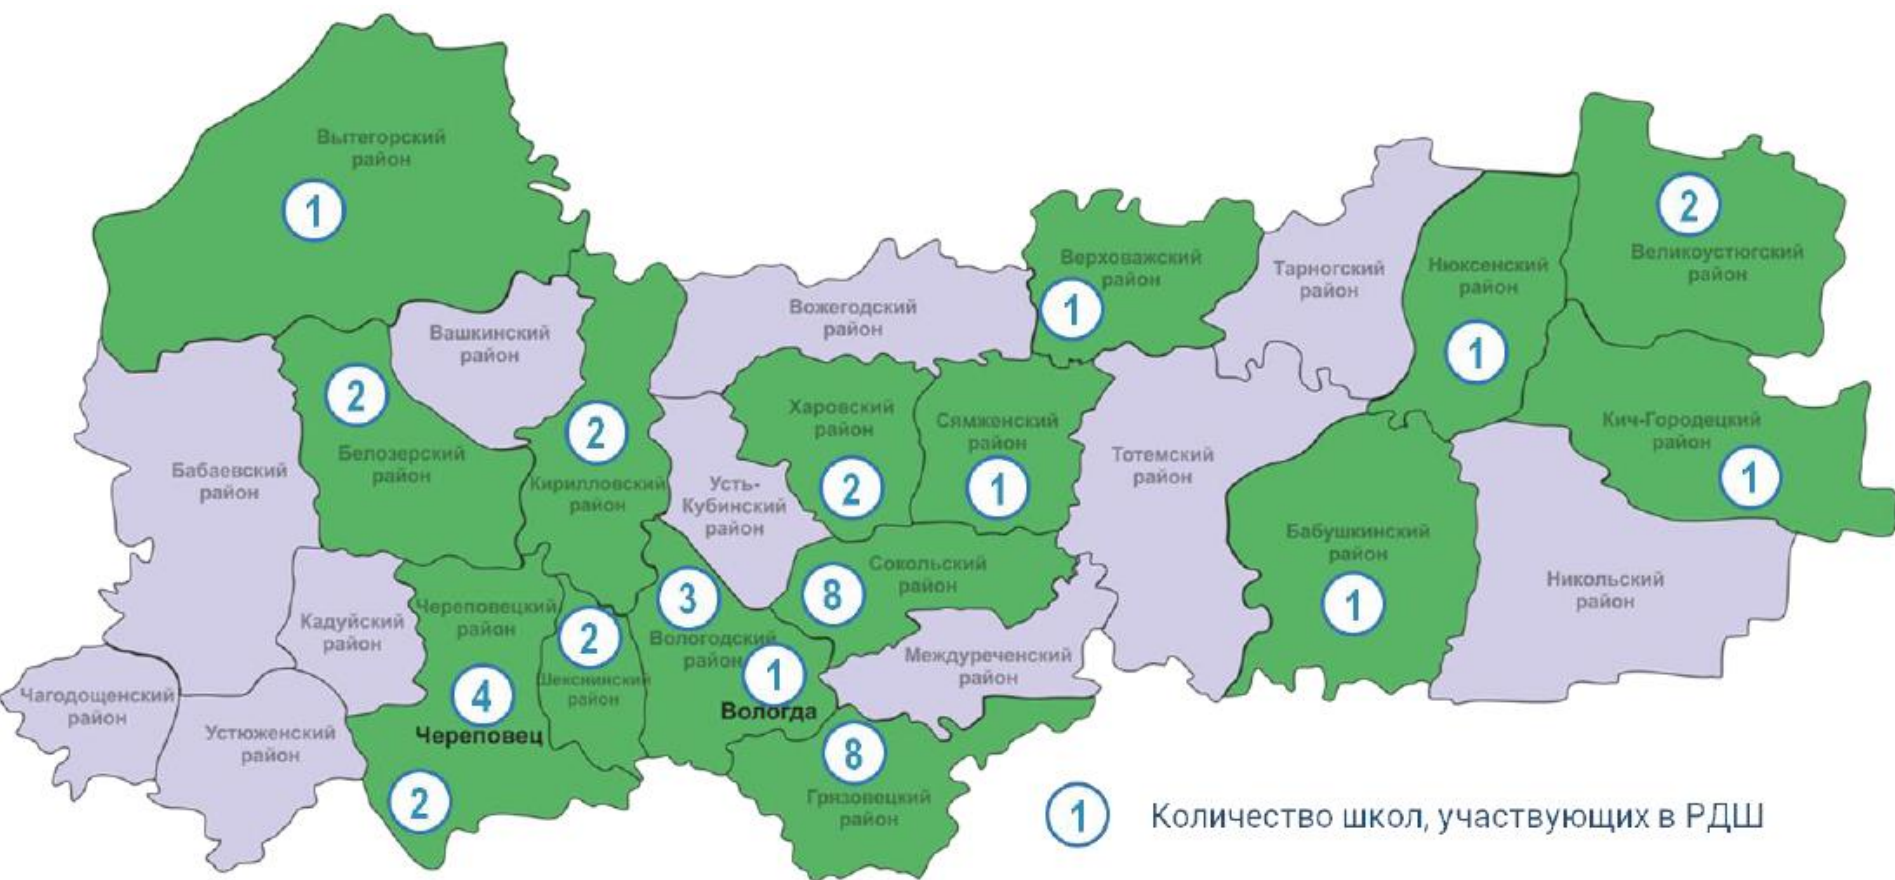 Вытегорский
район
1
2
Великоустюгский
район
Верховажский
район
1
Тарногский
район
Нюксенский
район
1
Вожегодский
район
Вашкинский
район
2
Белозерский
район
2
Кирилловский
район
Харовский
район
2
Сямженский
район
1
Кич-Городецкий
район
1
Тотемский
район
Бабаевский
район
Усть-
Кубинский
район
Бабушкинский
район
1
Никольский
район
Сокольский
район
8
3
Вологодский
район
1
Вологда
Кадуйский
район
Череповецкий
район
4
Череповец
2
2
Шекснинский
район
Междуреченский
район
Чагодощенский
район
Устюженский
район
8
Грязовецкий
район
1
Количество школ, участвующих в РДШ